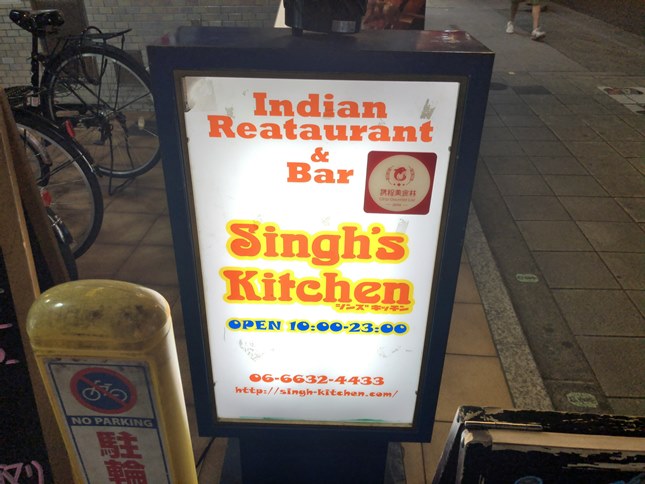 Indian
Reataurant
&
Bar
Singh's
Kitchen
シンズ キッチン
OPEN 10:00-23:00
06-6632-4433
http://singh-kitchen.com/
NO PARKING
駐
輪